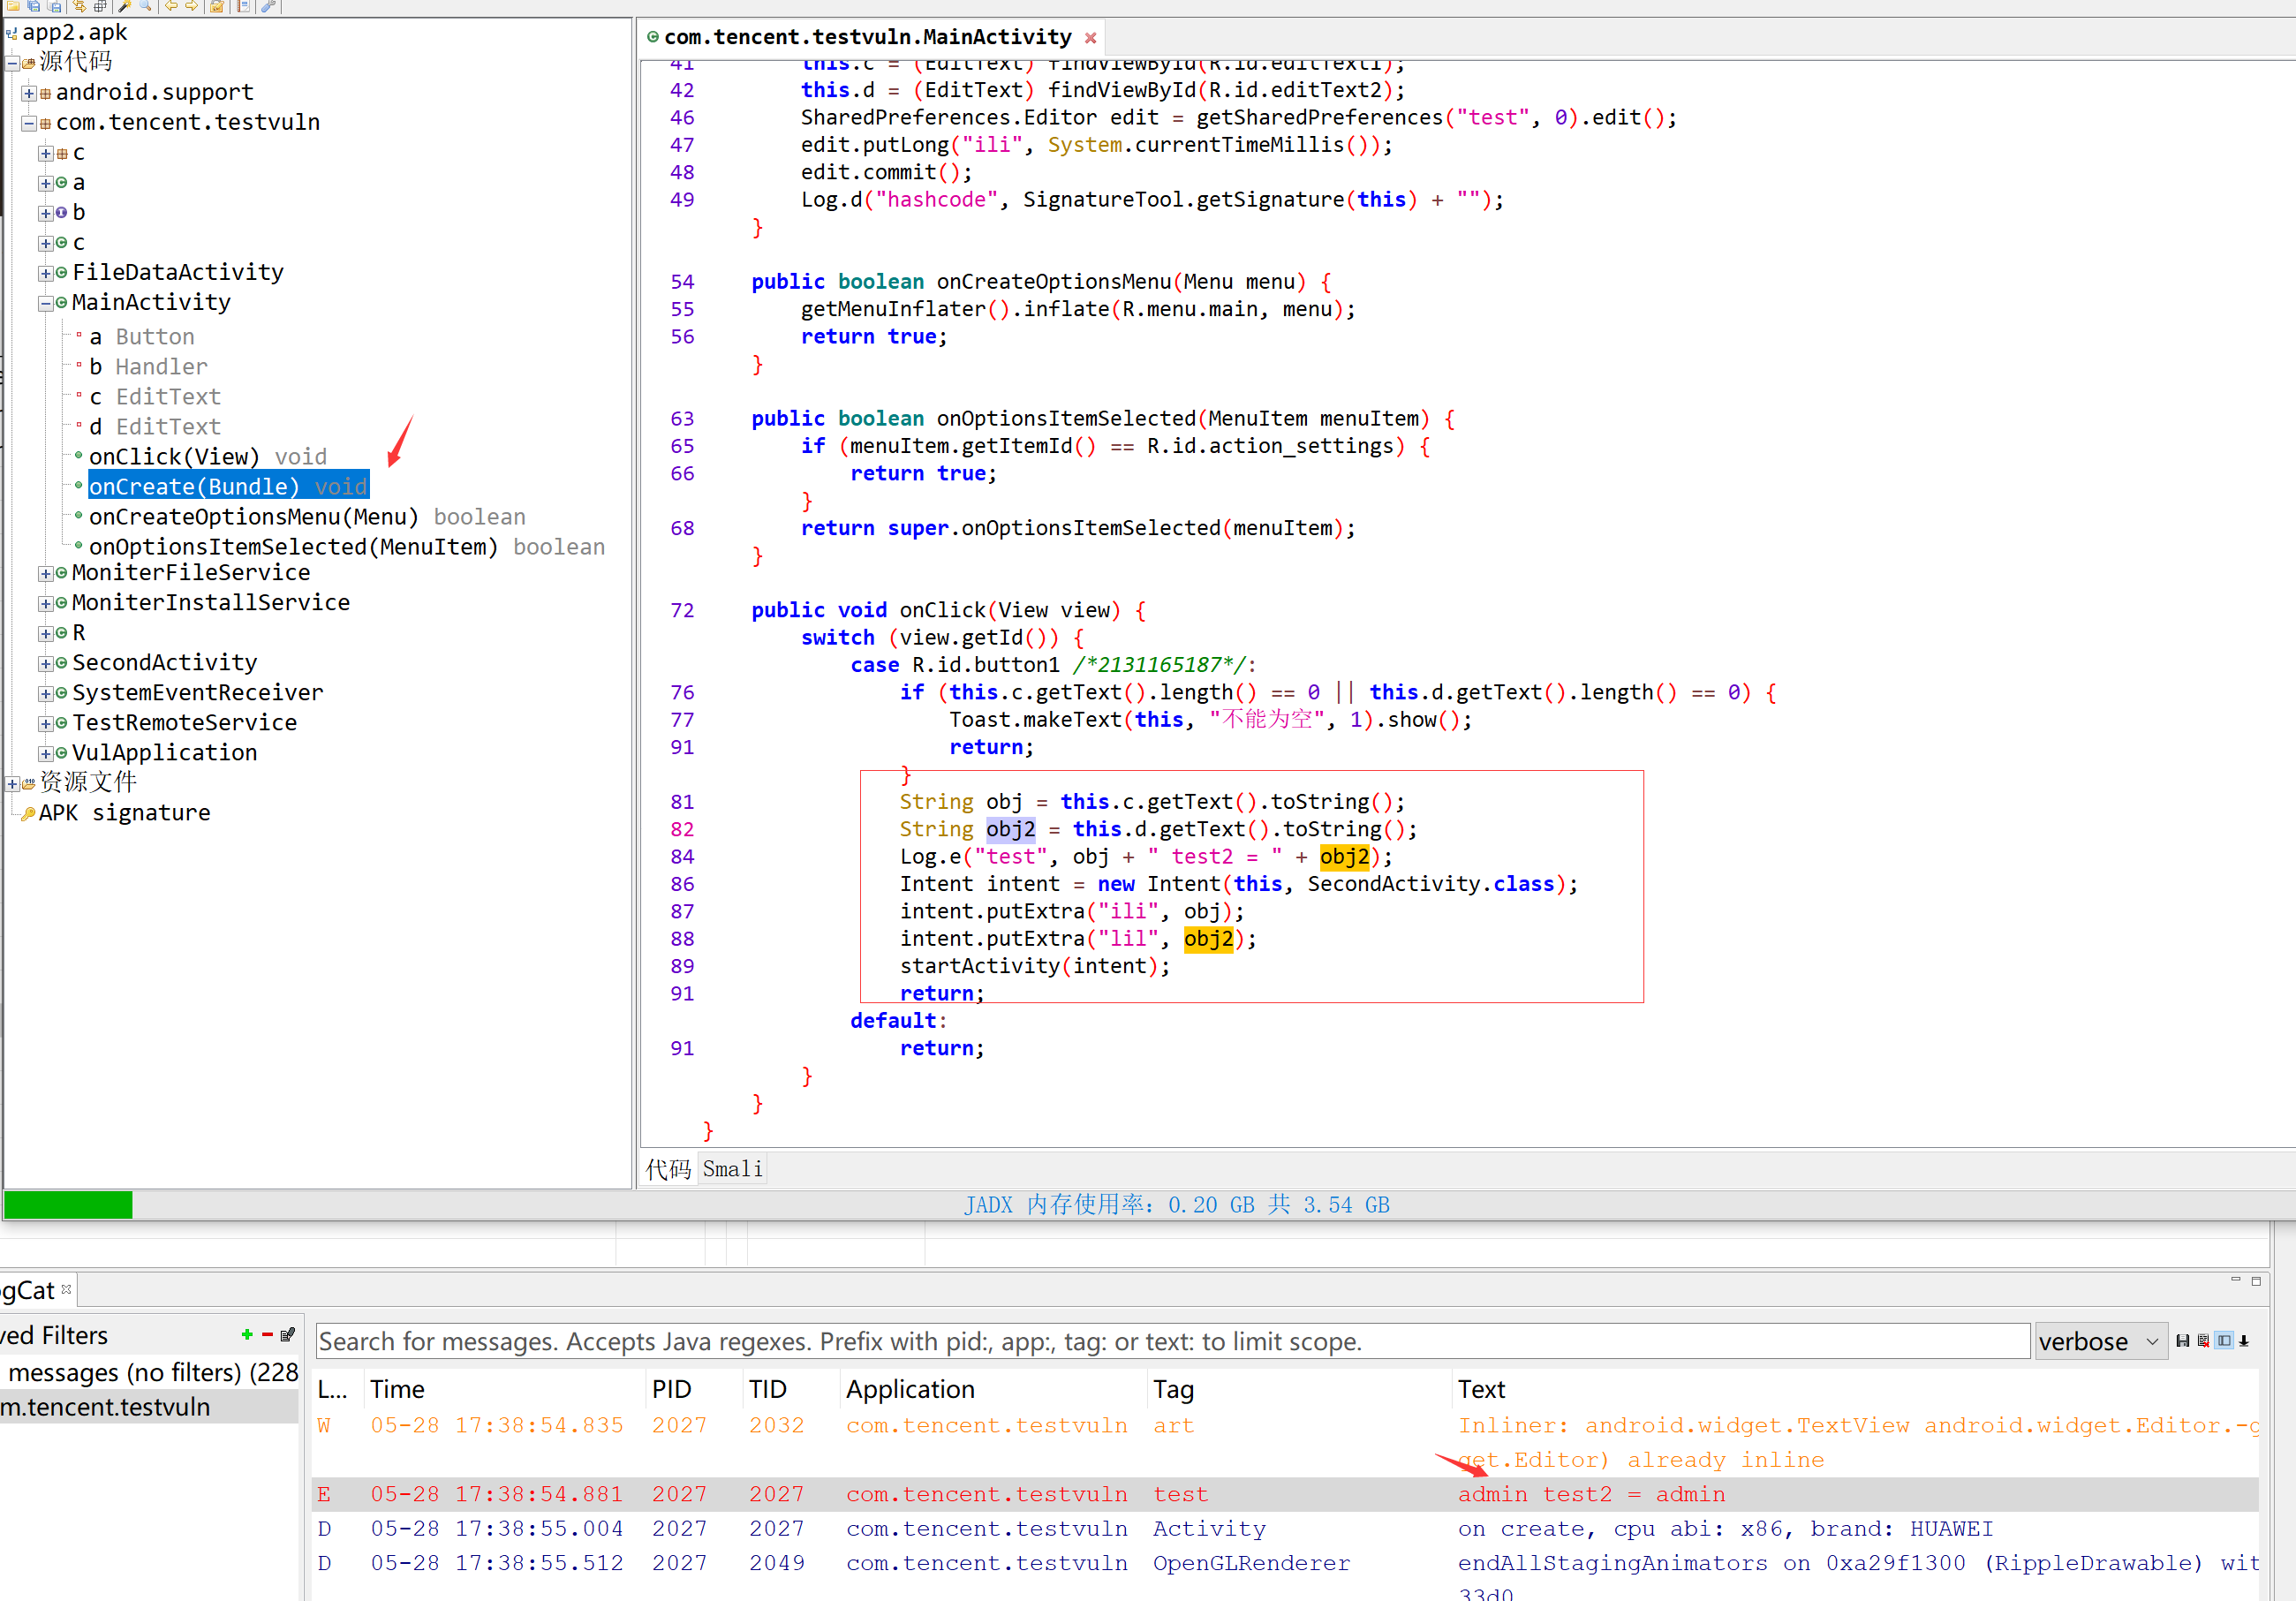 app2.apk
源代码
android.support
com.tencent.testvuln
c
a
b
c
FileDataActivity
MainActivity
a Button
b Handler
c EditText
d EditText
onClick(View) void
onCreate(Bundle) void
onCreateOptionsMenu(Menu) boolean
onOptionsItemSelected(MenuItem) boolean
MoniterFileService
MoniterInstallService
R
SecondActivity
SystemEventReceiver
TestRemoteService
VulApplication
资源文件
APK signature
com.tencent.testvuln.MainActivity
41 this.c = (EditText) findViewById(R.id.editText1);
42 this.d = (EditText) findViewById(R.id.editText2);
46 SharedPreferences.Editor edit = getSharedPreferences("test", 0).edit();
47 edit.putLong("ili", System.currentTimeMillis());
48 edit.commit();
49 Log.d("hashcode", SignatureTool.getSignature(this) + "");
}
54 public boolean onCreateOptionsMenu(Menu menu) {
55 getMenuInflater().inflate(R.menu.main, menu);
56 return true;
}
63 public boolean onOptionsItemSelected(MenuItem menuItem) {
65 if (menuItem.getItemId() == R.id.action_settings) {
66 return true;
}
68 return super.onOptionsItemSelected(menuItem);
}
72 public void onClick(View view) {
switch (view.getId()) {
case R.id.button1 /*2131165187*/:
76 if (this.c.getText().length() == 0 || this.d.getText().length() == 0) {
77 Toast.makeText(this, "不能为空", 1).show();
91 return;
}
81 String obj = this.c.getText().toString();
82 String obj2 = this.d.getText().toString();
84 Log.e("test", obj + " test2 = " + obj2);
86 Intent intent = new Intent(this, SecondActivity.class);
87 intent.putExtra("ili", obj);
88 intent.putExtra("lil", obj2);
89 startActivity(intent);
91 return;
default:
91 return;
}
}
}
代码 Smali
JADX 内存使用率: 0.20 GB 共 3.54 GB
gCat
ved Filters
messages (no filters) (228
m.tencent.testvuln
Search for messages. Accepts Java regexes. Prefix with pid:, app:, tag: or text: to limit scope.
verbose
L... Time PID TID Application Tag Text
W 05-28 17:38:54.835 2027 2032 com.tencent.testvuln art Inliner: android.widget.TextView android.widget.Editor.-g
get.Editor) already inline
E 05-28 17:38:54.881 2027 2027 com.tencent.testvuln test admin test2 = admin
D 05-28 17:38:55.004 2027 2027 com.tencent.testvuln Activity on create, cpu abi: x86, brand: HUAWEI
D 05-28 17:38:55.512 2027 2049 com.tencent.testvuln OpenGLRenderer endAllStagingAnimators on 0xa29f1300 (RippleDrawable) wit
33d0